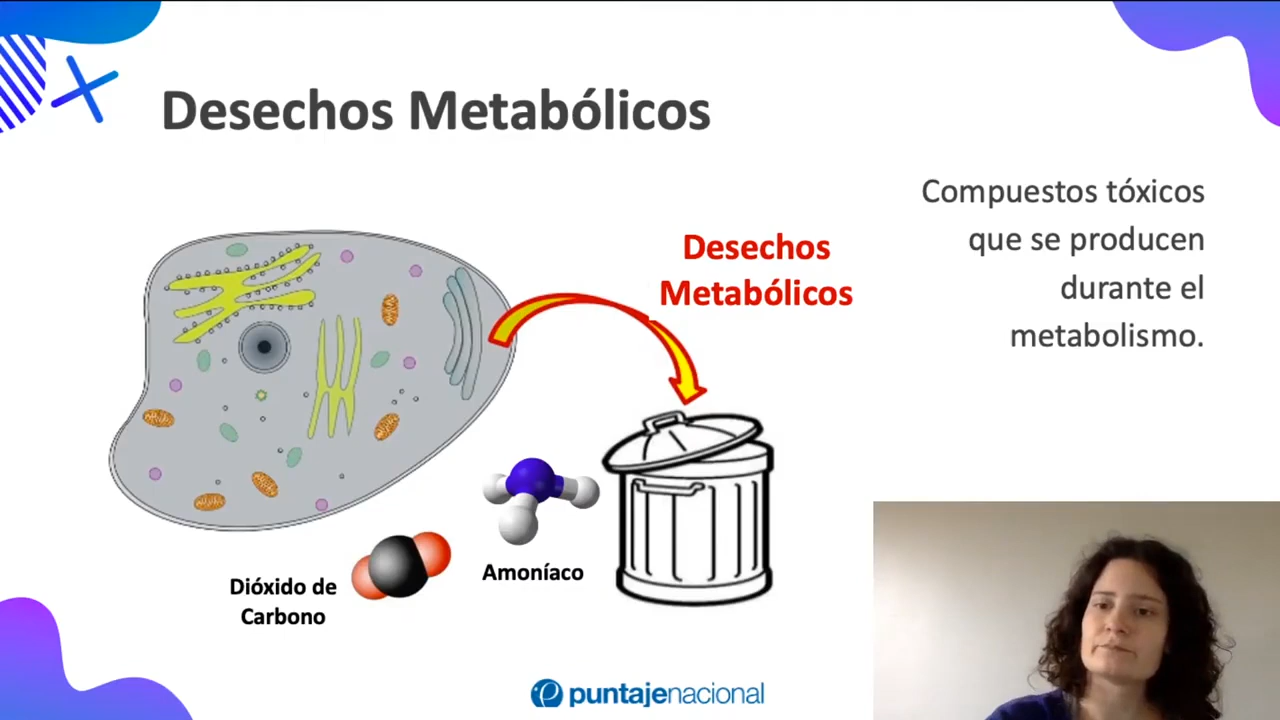 Desechos Metabólicos
Compuestos tóxicos
que se producen
durante el
metabolismo.
Desechos
Metabólicos
Amoníaco
Dióxido de
Carbono
puntajenacional